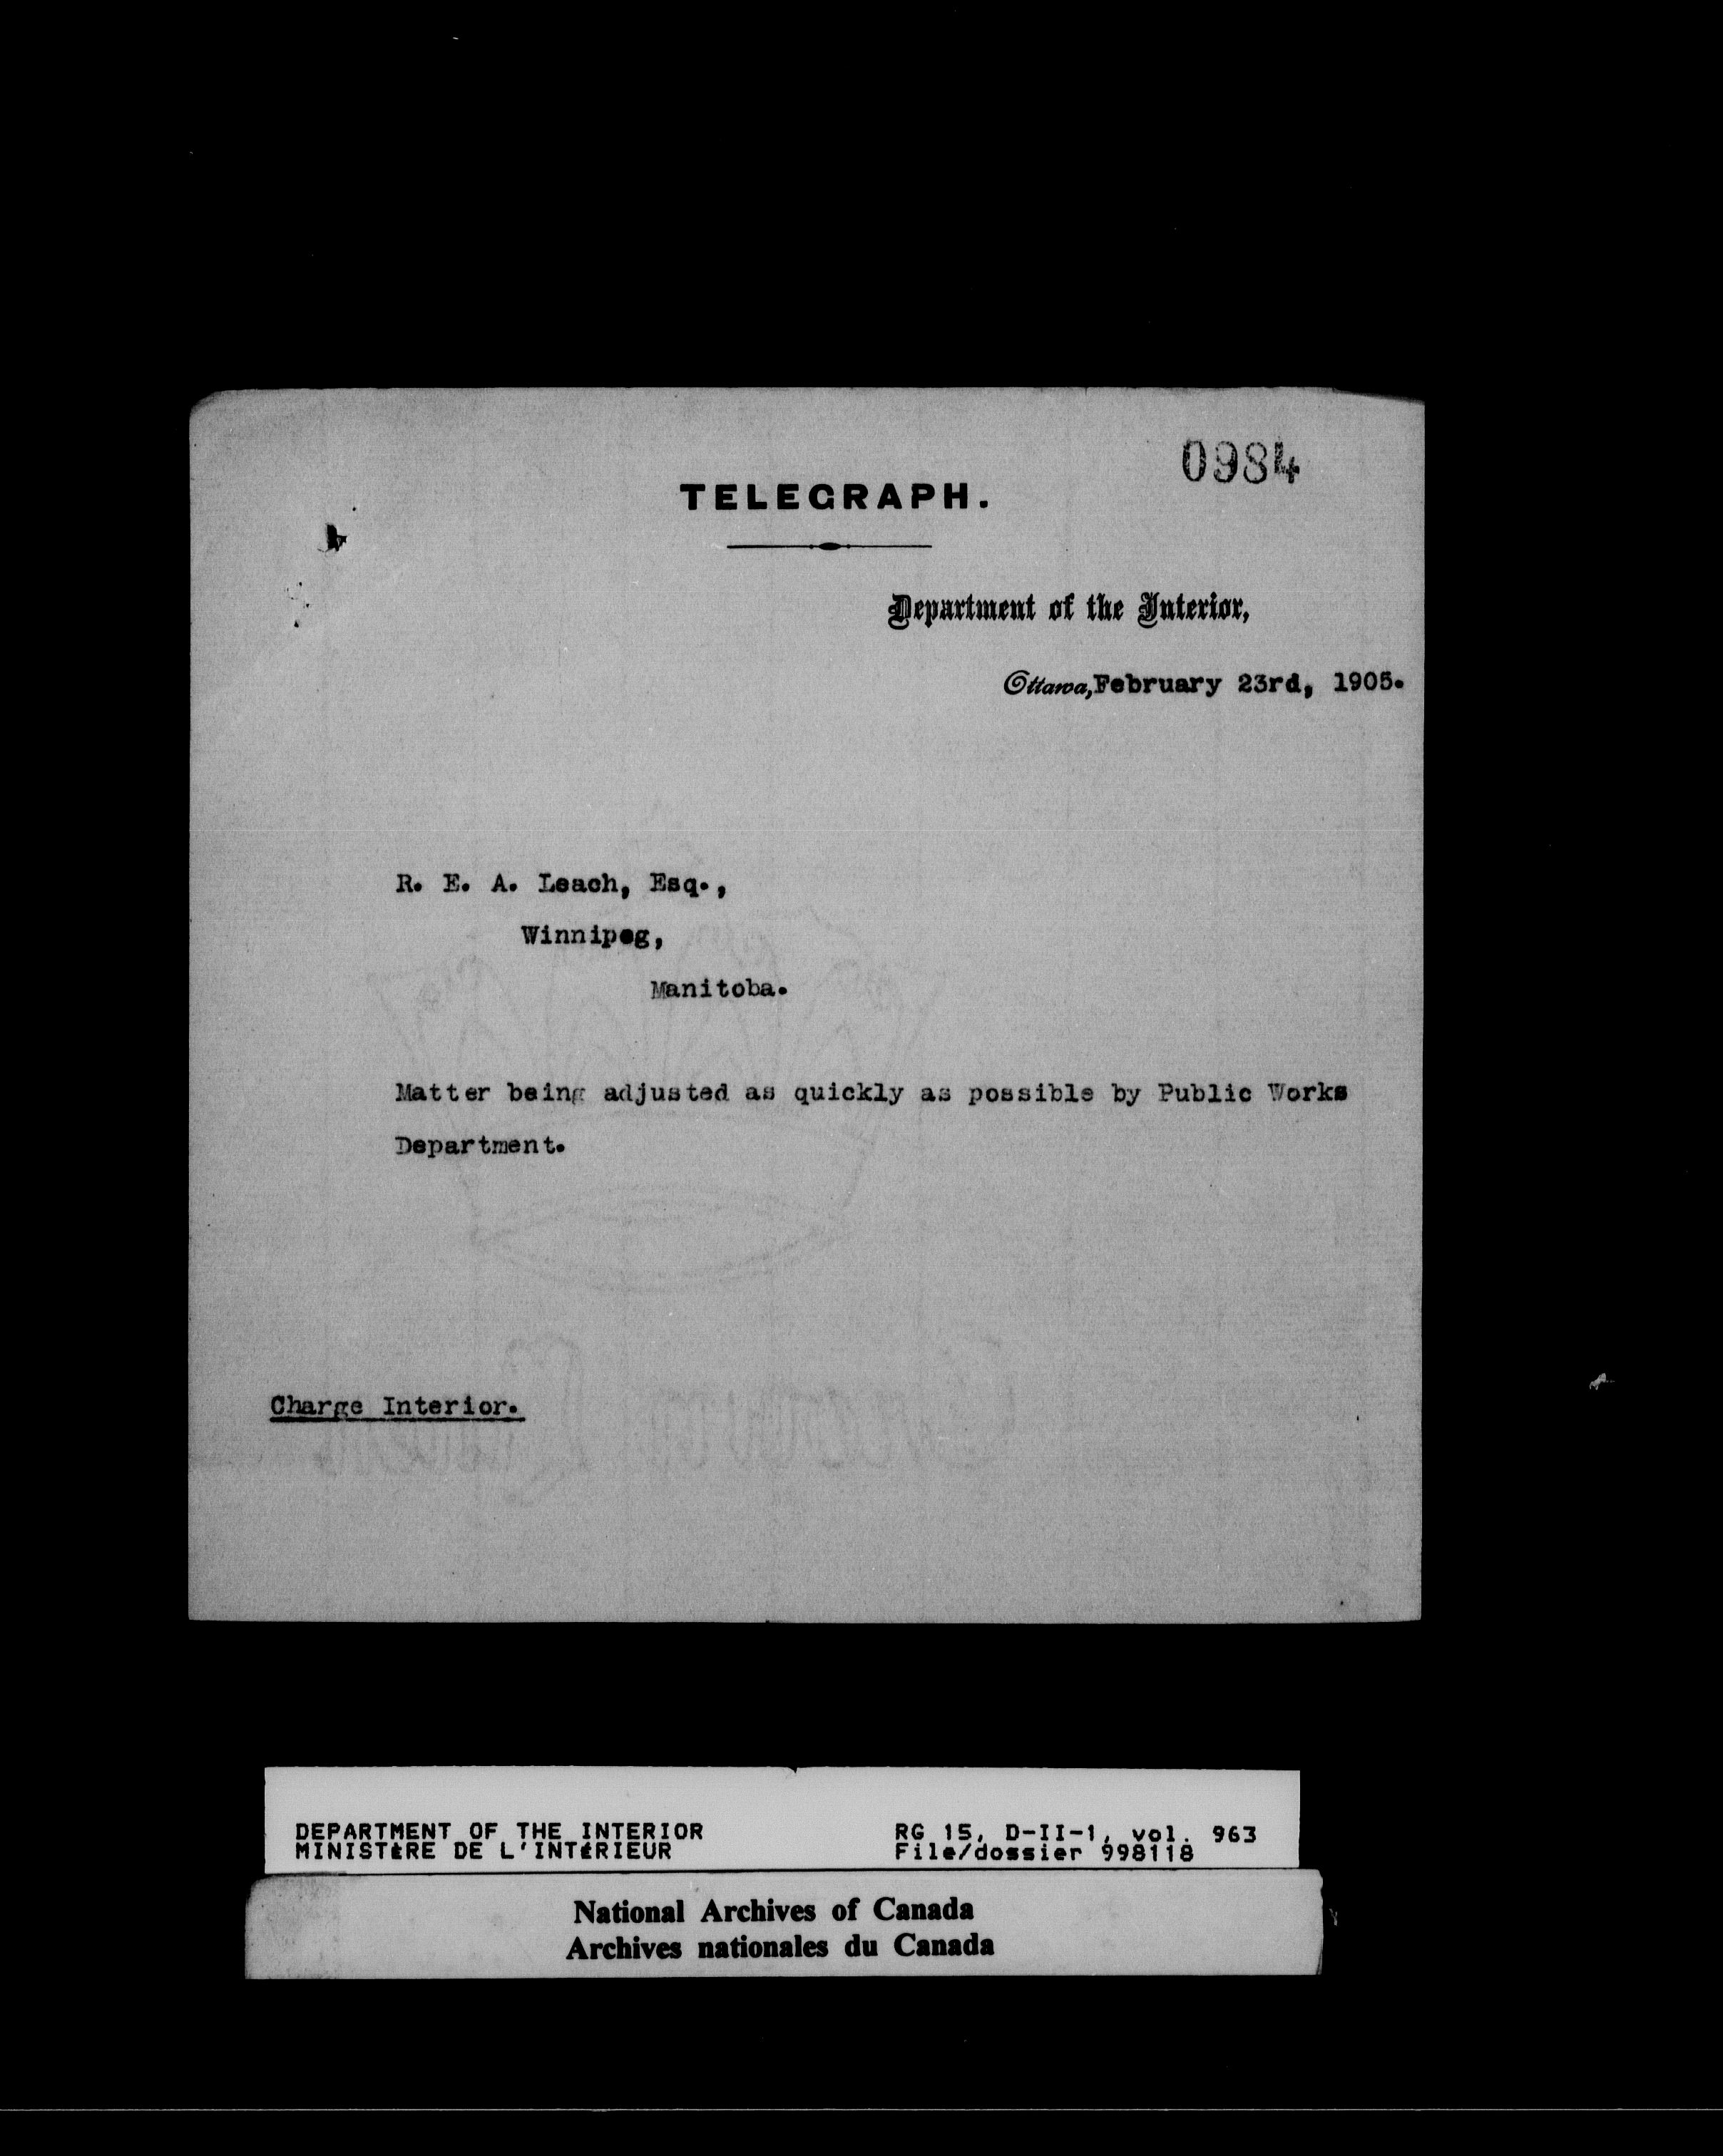 0984
TELEGRAPH.
Department of the Interior,
Ottawa, February 23rd, 1905.
R. E. A. Leach, Esq.,
Winnipeg,
Manitoba.
Matter being adjusted as quickly as possible by Public Works
Department.
Charge Interior.
DEPARTMENT OF THE INTERIOR
MINISTÈRE DE L'INTÉRIEUR
RG 15, D-II-1, vol. 963
File/dossier 998118
National Archives of Canada
Archives nationales du Canada